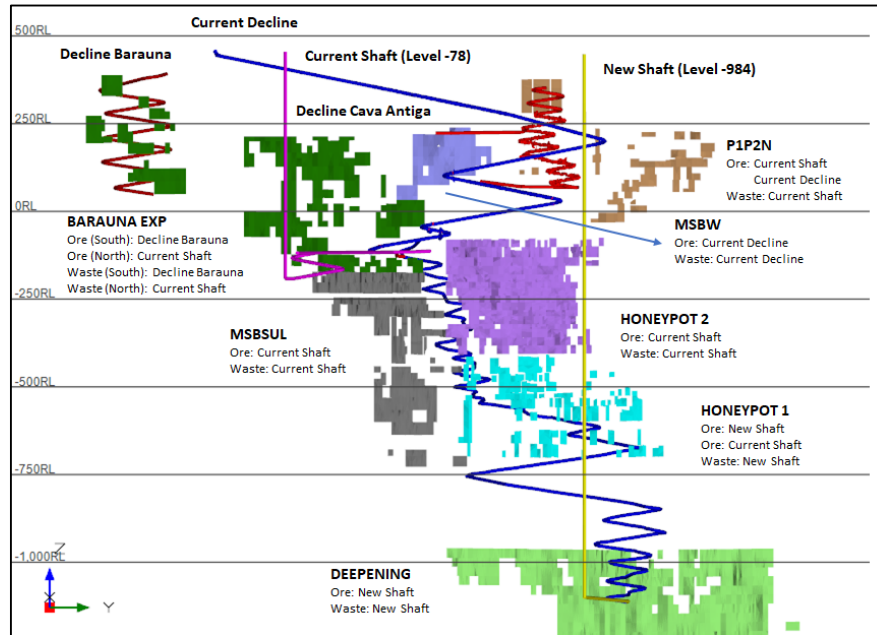 Current Decline
500RL
Decline Barauna
Current Shaft (Level -78)
New Shaft (Level -984)
250RL
Decline Cava Antiga
P1P2N
Ore: Current Shaft
Current Decline
Waste: Current Shaft
0RL
BARAUNA EXP
Ore (South): Decline Barauna
Ore (North): Current Shaft
Waste (South): Decline Barauna
Waste (North): Current Shaft
MSBW
Ore: Current Decline
Waste: Current Decline
-250RL
MSBSUL
Ore: Current Shaft
Waste: Current Shaft
HONEYPOT 2
Ore: Current Shaft
Waste: Current Shaft
-500RL
HONEYPOT 1
Ore: New Shaft
Ore: Current Shaft
Waste: New Shaft
-750RL
-1,000RL
DEEPENING
Ore: New Shaft
Waste: New Shaft
Z
X
Y